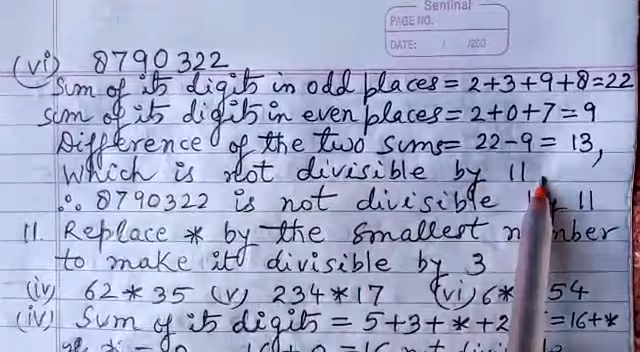 Sentinal
PAGE NO.
DATE: / /200
(vi) 8790322
Sum of its digits in odd places = 2+3+9+8=22
sum of its digits in even places = 2+0+7=9
Difference of the two sums= 22-9= 13,
which is not divisible by 11
∴ 8790322 is not divisible 11
11. Replace * by the smallest number
to make it divisible by 3
(iv) 62*35 (v) 234*17 (vi) 6* 54
(iv) Sum of its digits = 5+3+*+2 =16+*